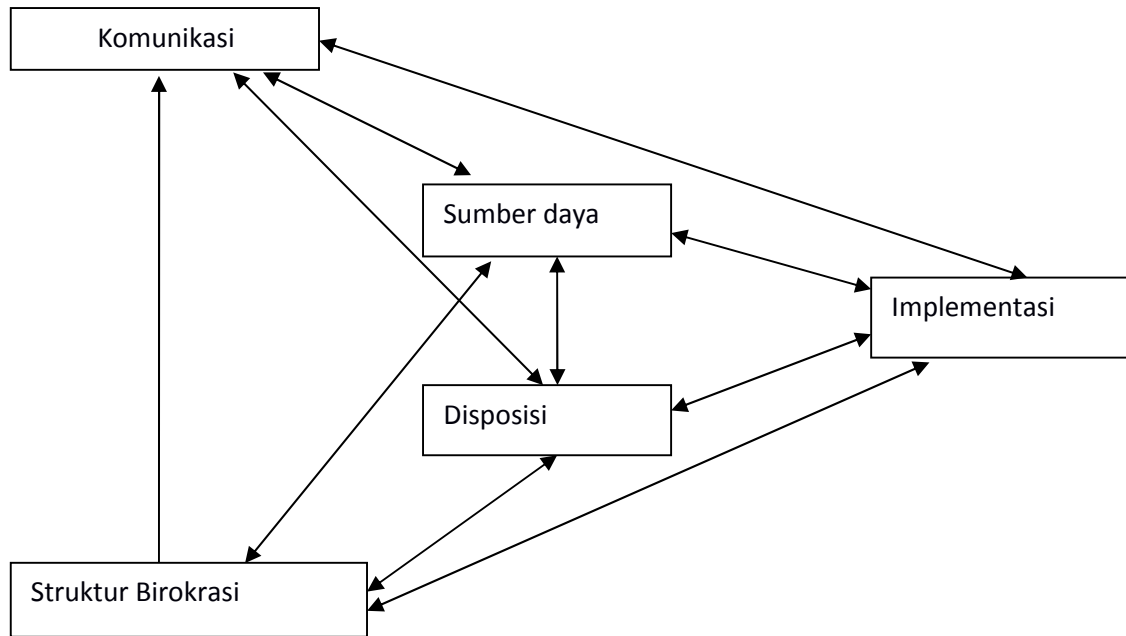 Komunikasi
Sumber daya
Implementasi
Disposisi
Struktur Birokrasi